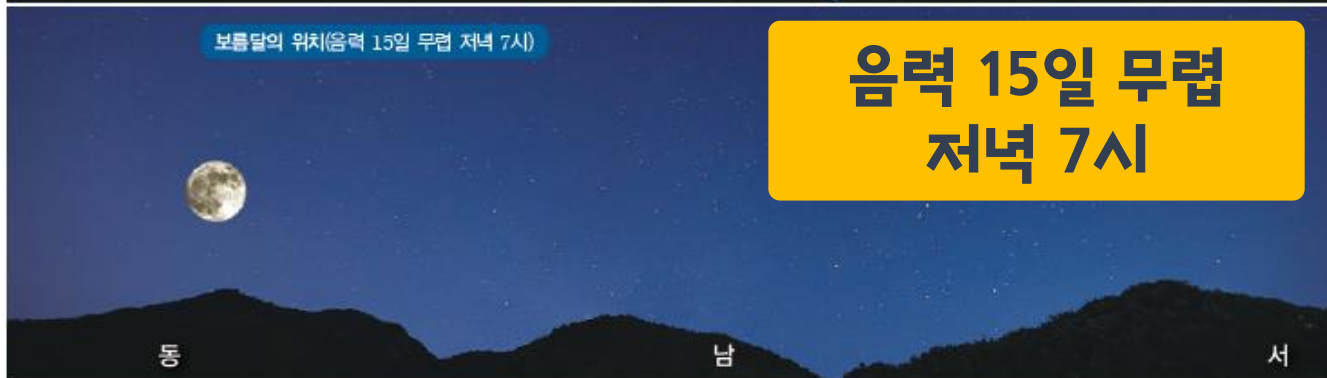 보름달의 위치(음력 15일 무렵 저녁 7시)
음력 15일 무렵
저녁 7시
동 남 서